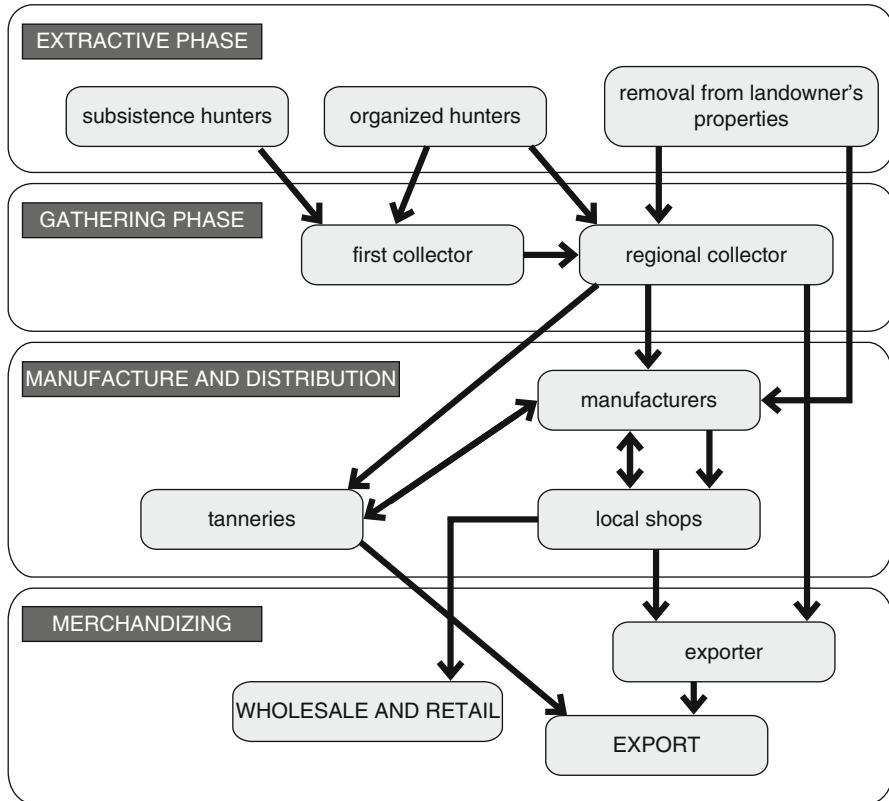 EXTRACTIVE PHASE
subsistence hunters
organized hunters
removal from landowner's
properties
GATHERING PHASE
first collector
regional collector
MANUFACTURE AND DISTRIBUTION
manufacturers
tanneries
local shops
MERCHANDIZING
exporter
WHOLESALE AND RETAIL
EXPORT